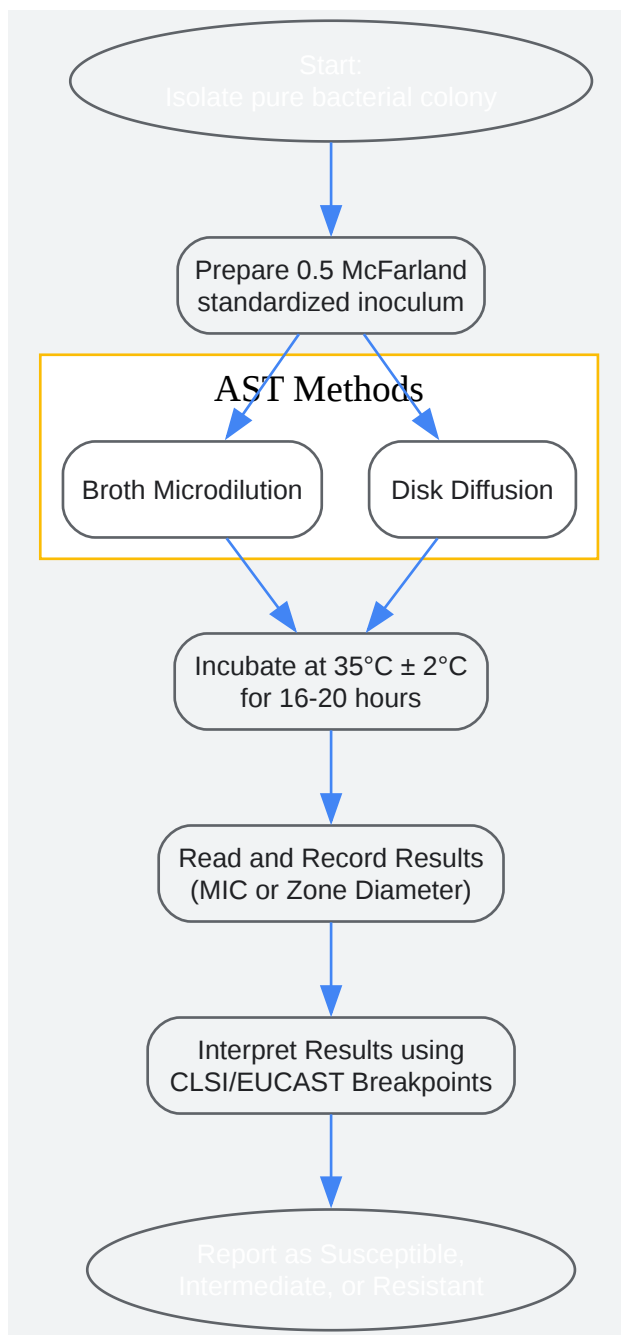 Start:
Isolate pure bacterial colony
Prepare 0.5 McFarland
standardized inoculum
AST Methods
Broth Microdilution
Disk Diffusion
Incubate at 35°C ± 2°C
for 16-20 hours
Read and Record Results
(MIC or Zone Diameter)
Interpret Results using
CLSI/EUCAST Breakpoints
Report as Susceptible,
Intermediate, or Resistant